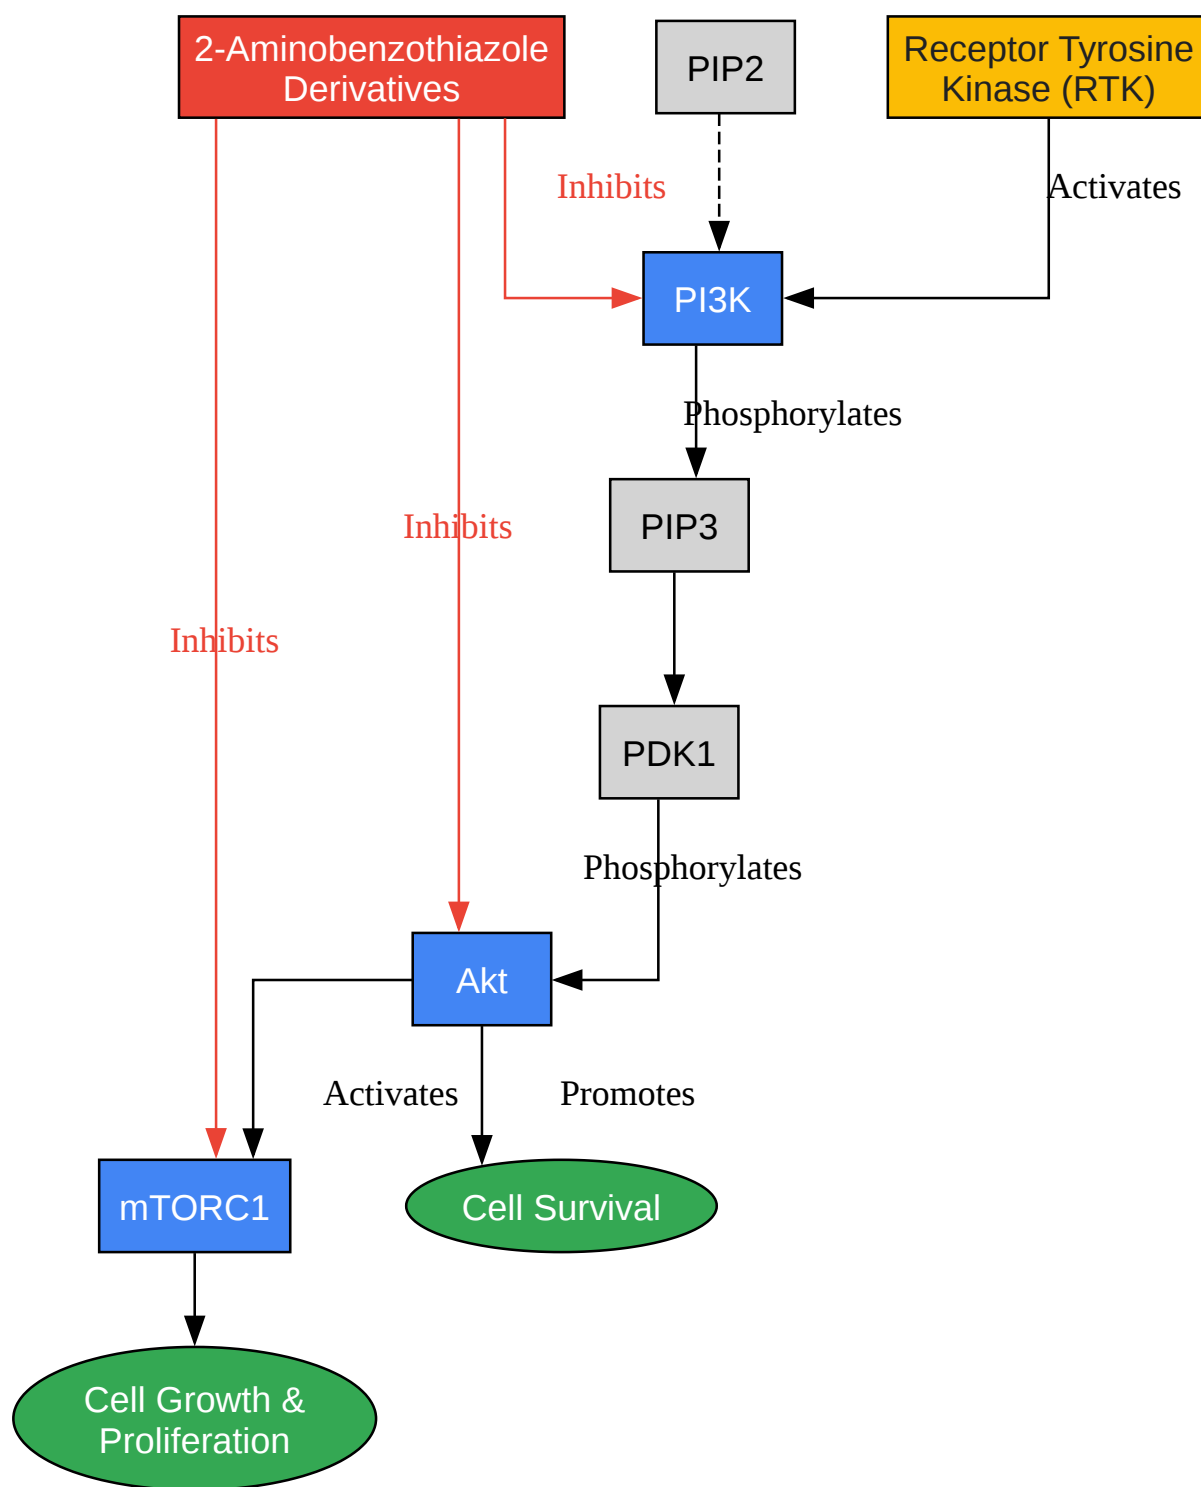 2-Aminobenzothiazole
Derivatives
PIP2
Receptor Tyrosine
Kinase (RTK)
Inhibits
Activates
PI3K
Phosphorylates
Inhibits
PIP3
Inhibits
PDK1
Phosphorylates
Akt
Activates
Promotes
mTORC1
Cell Survival
Cell Growth &
Proliferation